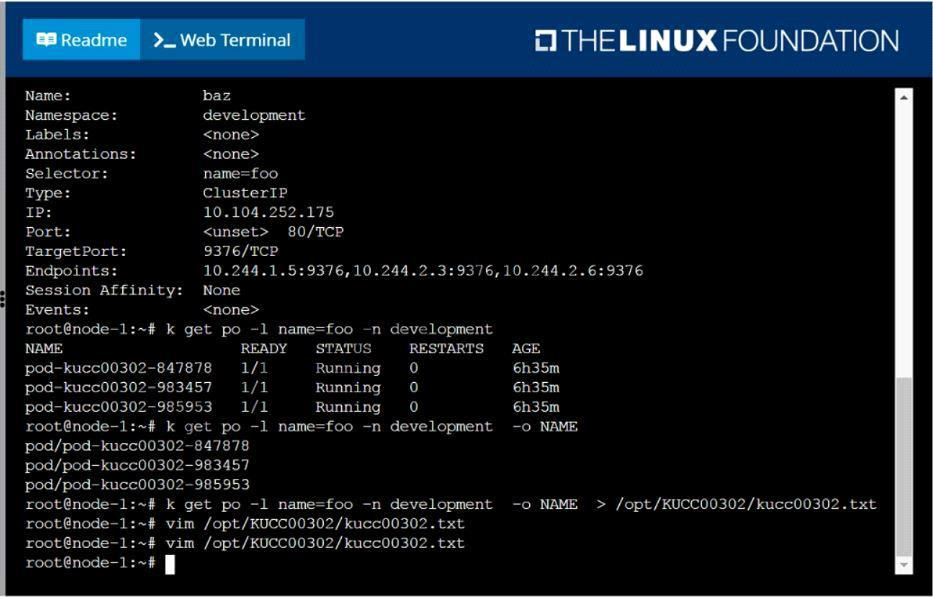 Readme >_ Web Terminal THE LINUX FOUNDATION
Name: baz
Namespace: development
Labels: <none>
Annotations: <none>
Selector: name=foo
Type: ClusterIP
IP: 10.104.252.175
Port: <unset> 80/TCP
TargetPort: 9376/TCP
Endpoints: 10.244.1.5:9376,10.244.2.3:9376,10.244.2.6:9376
Session Affinity: None
Events: <none>
root@node-1:~# k get po -l name=foo -n development
NAME READY STATUS RESTARTS AGE
pod-kucc00302-847878 1/1 Running 0 6h35m
pod-kucc00302-983457 1/1 Running 0 6h35m
pod-kucc00302-985953 1/1 Running 0 6h35m
root@node-1:~# k get po -l name=foo -n development -o NAME
pod/pod-kucc00302-847878
pod/pod-kucc00302-983457
pod/pod-kucc00302-985953
root@node-1:~# k get po -l name=foo -n development -o NAME > /opt/KUCC00302/kucc00302.txt
root@node-1:~# vim /opt/KUCC00302/kucc00302.txt
root@node-1:~# vim /opt/KUCC00302/kucc00302.txt
root@node-1:~#